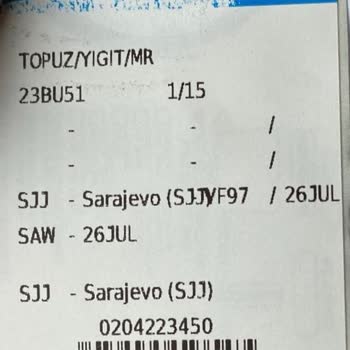 TOPUZ/YIGIT/MR
23BU51 1/15
- - /
- - /
SJJ - Sarajevo (SJJ)/VF97 / 26JUL
SAW - 26JUL
SJJ - Sarajevo (SJJ)
0204223450